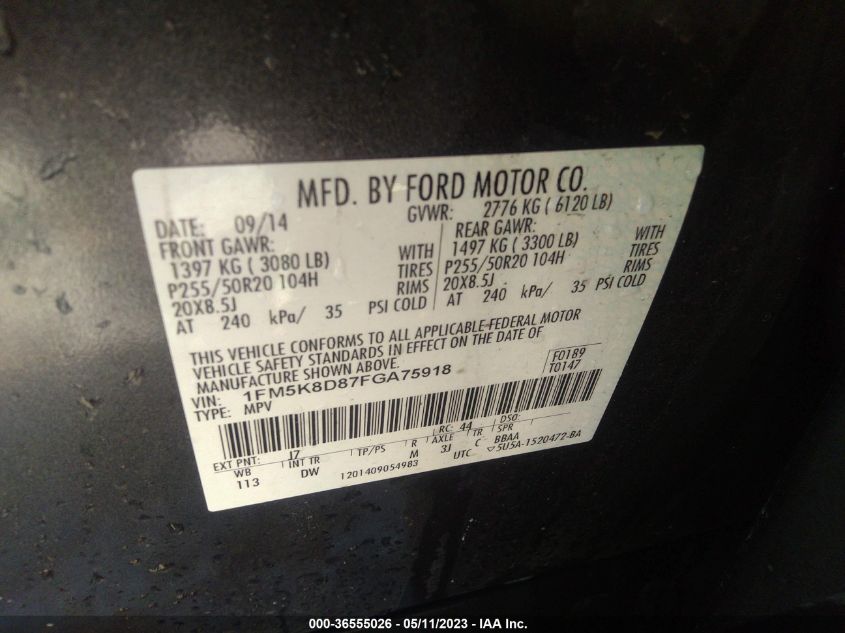 MFD. BY FORD MOTOR CO.
DATE: 09/14 GVWR: 2776 KG ( 6120 LB)
FRONT GAWR: REAR GAWR:
1397 KG ( 3080 LB) WITH 1497 KG ( 3300 LB) WITH
P255/50R20 104H TIRES P255/50R20 104H TIRES
20X8.5J RIMS 20X8.5J RIMS
AT 240 kPa/ 35 PSI COLD AT 240 kPa/ 35 PSI COLD
THIS VEHICLE CONFORMS TO ALL APPLICABLE FEDERAL MOTOR
VEHICLE SAFETY STANDARDS IN EFFECT ON THE DATE OF
MANUFACTURE SHOWN ABOVE.
F0189
VIN: 1FM5K8D87FGA75918 T0147
TYPE: MPV
EXT PNT: J7 RC: 44 DSO:
WB INT TR TP/PS R AXLE TR SPR
113 DW M 3J C BBAA
1201409054983 UTC ▽5U5A-1520472-BA
000-36555026 - 05/11/2023 - IAA Inc.